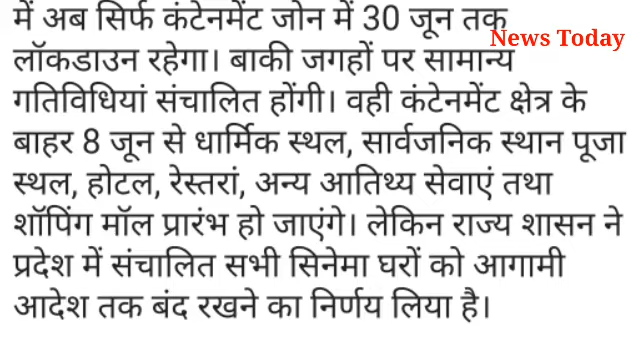 में अब सिर्फ कंटेनमेंट जोन में 30 जून तक
News Today
लॉकडाउन रहेगा। बाकी जगहों पर सामान्य
गतिविधियां संचालित होंगी। वही कंटेनमेंट क्षेत्र के
बाहर 8 जून से धार्मिक स्थल, सार्वजनिक स्थान पूजा
स्थल, होटल, रेस्तरां, अन्य आतिथ्य सेवाएं तथा
शॉपिंग मॉल प्रारंभ हो जाएंगे। लेकिन राज्य शासन ने
प्रदेश में संचालित सभी सिनेमा घरों को आगामी
आदेश तक बंद रखने का निर्णय लिया है।